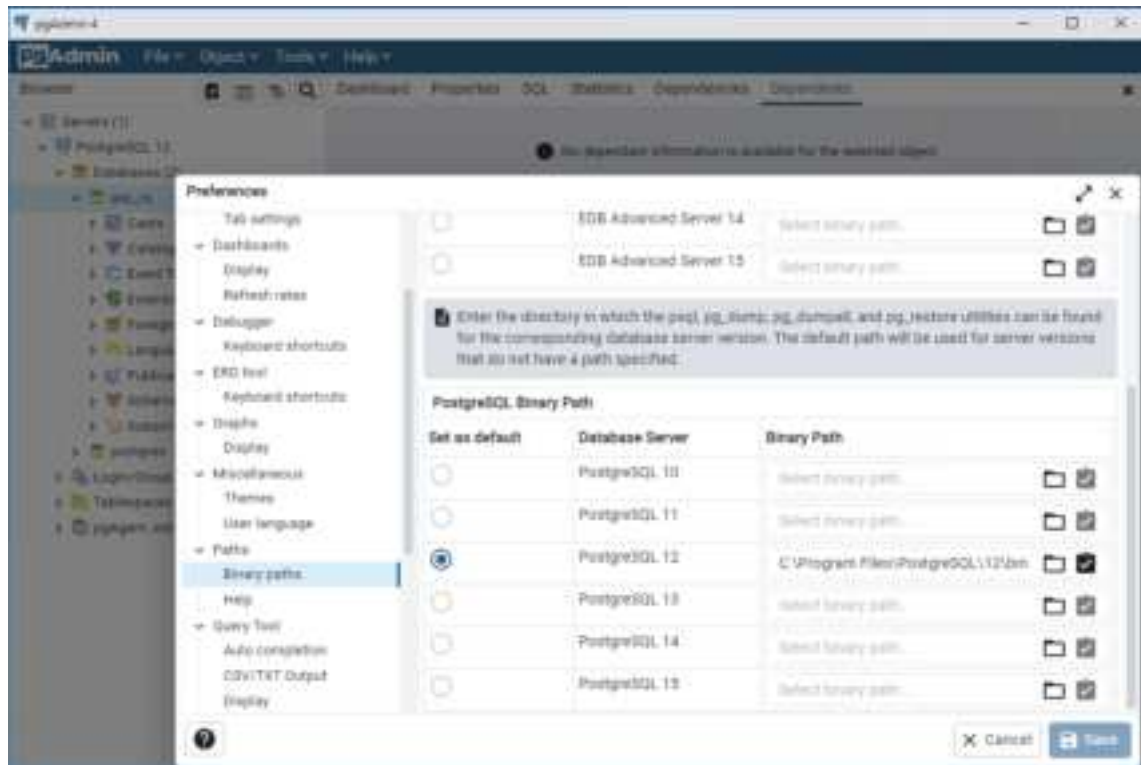 pgAdmin 4
pgAdmin File Object Tools Help
Browser Dashboard Properties SQL Statistics Dependencies Dependents
Servers (1)
No dependent information is available for the selected object
Databases
Casts
postgres
Tablespaces
Preferences
Tab settings
Dashboards
Display
Refresh rates
Debugger
Keyboard shortcuts
ERD tool
Keyboard shortcuts
Graphs
Display
Miscellaneous
Themes
User language
Paths
Binary paths
Help
Query Tool
Auto completion
CSV/TXT Output
Display
EDB Advanced Server 14 Select binary path...
EDB Advanced Server 15 Select binary path...
Enter the directory in which the psql, pg_dump, pg_dumpall, and pg_restore utilities can be found
for the corresponding database server version. The default path will be used for server versions
that do not have a path specified.
PostgreSQL Binary Path
Set as default Database Server Binary Path
PostgreSQL 10 Select binary path...
PostgreSQL 11 Select binary path...
PostgreSQL 12 C:\Program Files\PostgreSQL\12\bin
PostgreSQL 13 Select binary path...
PostgreSQL 14 Select binary path...
PostgreSQL 15 Select binary path...
Cancel Save